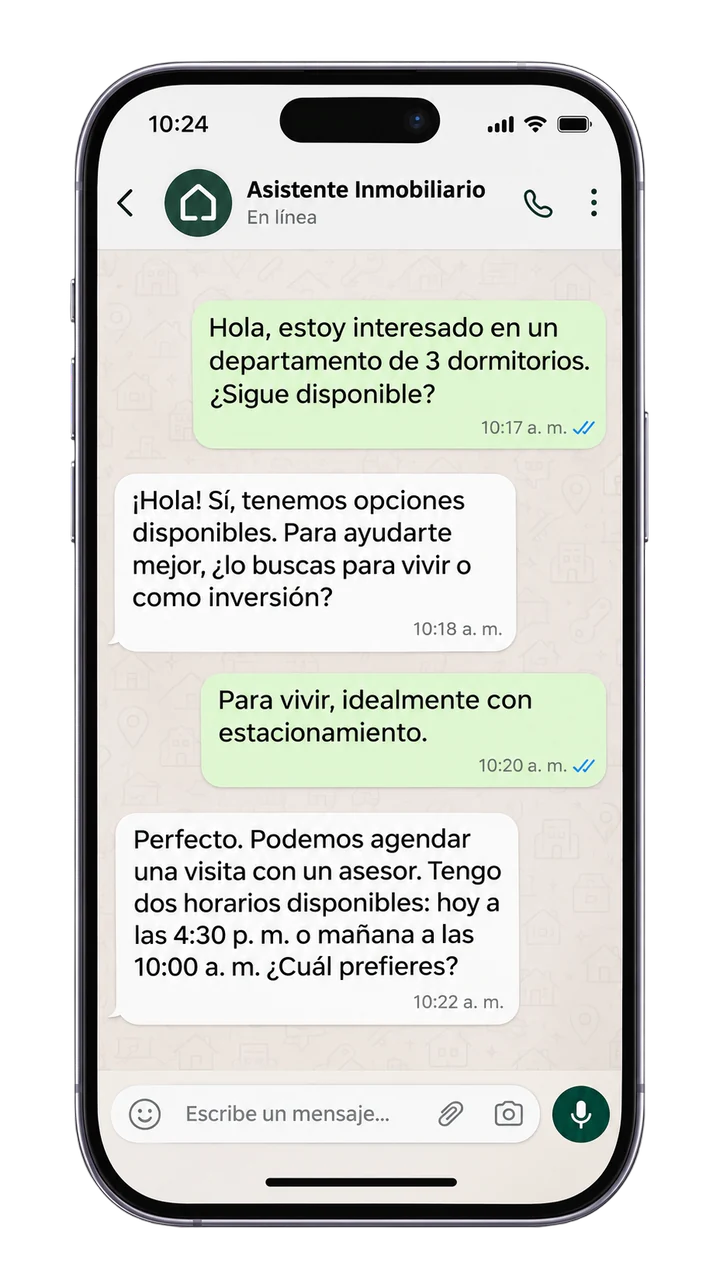 10:24
Asistente Inmobiliario
En línea
Hola, estoy interesado en un
departamento de 3 dormitorios.
¿Sigue disponible?
10:17 a. m.
¡Hola! Sí, tenemos opciones
disponibles. Para ayudarte
mejor, ¿lo buscas para vivir o
como inversión?
10:18 a. m.
Para vivir, idealmente con
estacionamiento.
10:20 a. m.
Perfecto. Podemos agendar
una visita con un asesor. Tengo
dos horarios disponibles: hoy a
las 4:30 p. m. o mañana a las
10:00 a. m. ¿Cuál prefieres?
10:22 a. m.
Escribe un mensaje...